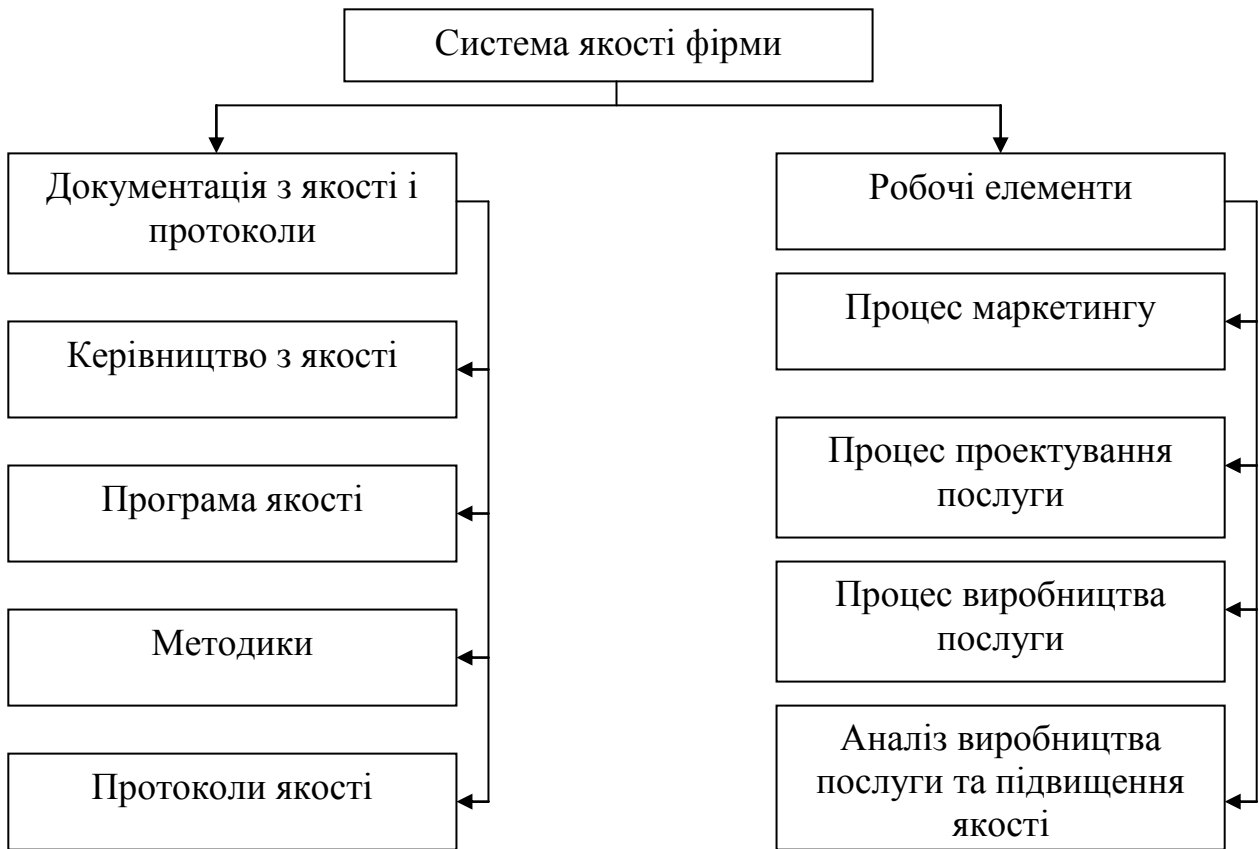 Система якості фірми
Документація з якості і
протоколи
Керівництво з якості
Програма якості
Методики
Протоколи якості
Робочі елементи
Процес маркетингу
Процес проектування
послуги
Процес виробництва
послуги
Аналіз виробництва
послуги та підвищення
якості